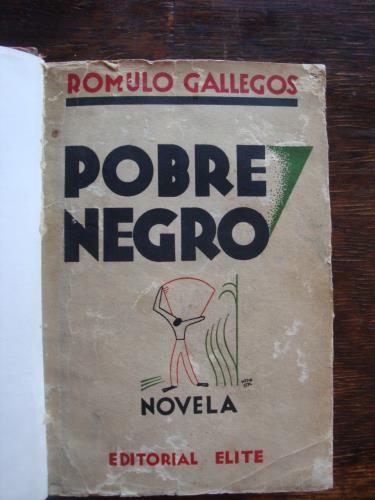 ROMULO GALLEGOS
POBRE
NEGRO
NOVELA
EDITORIAL ELITE